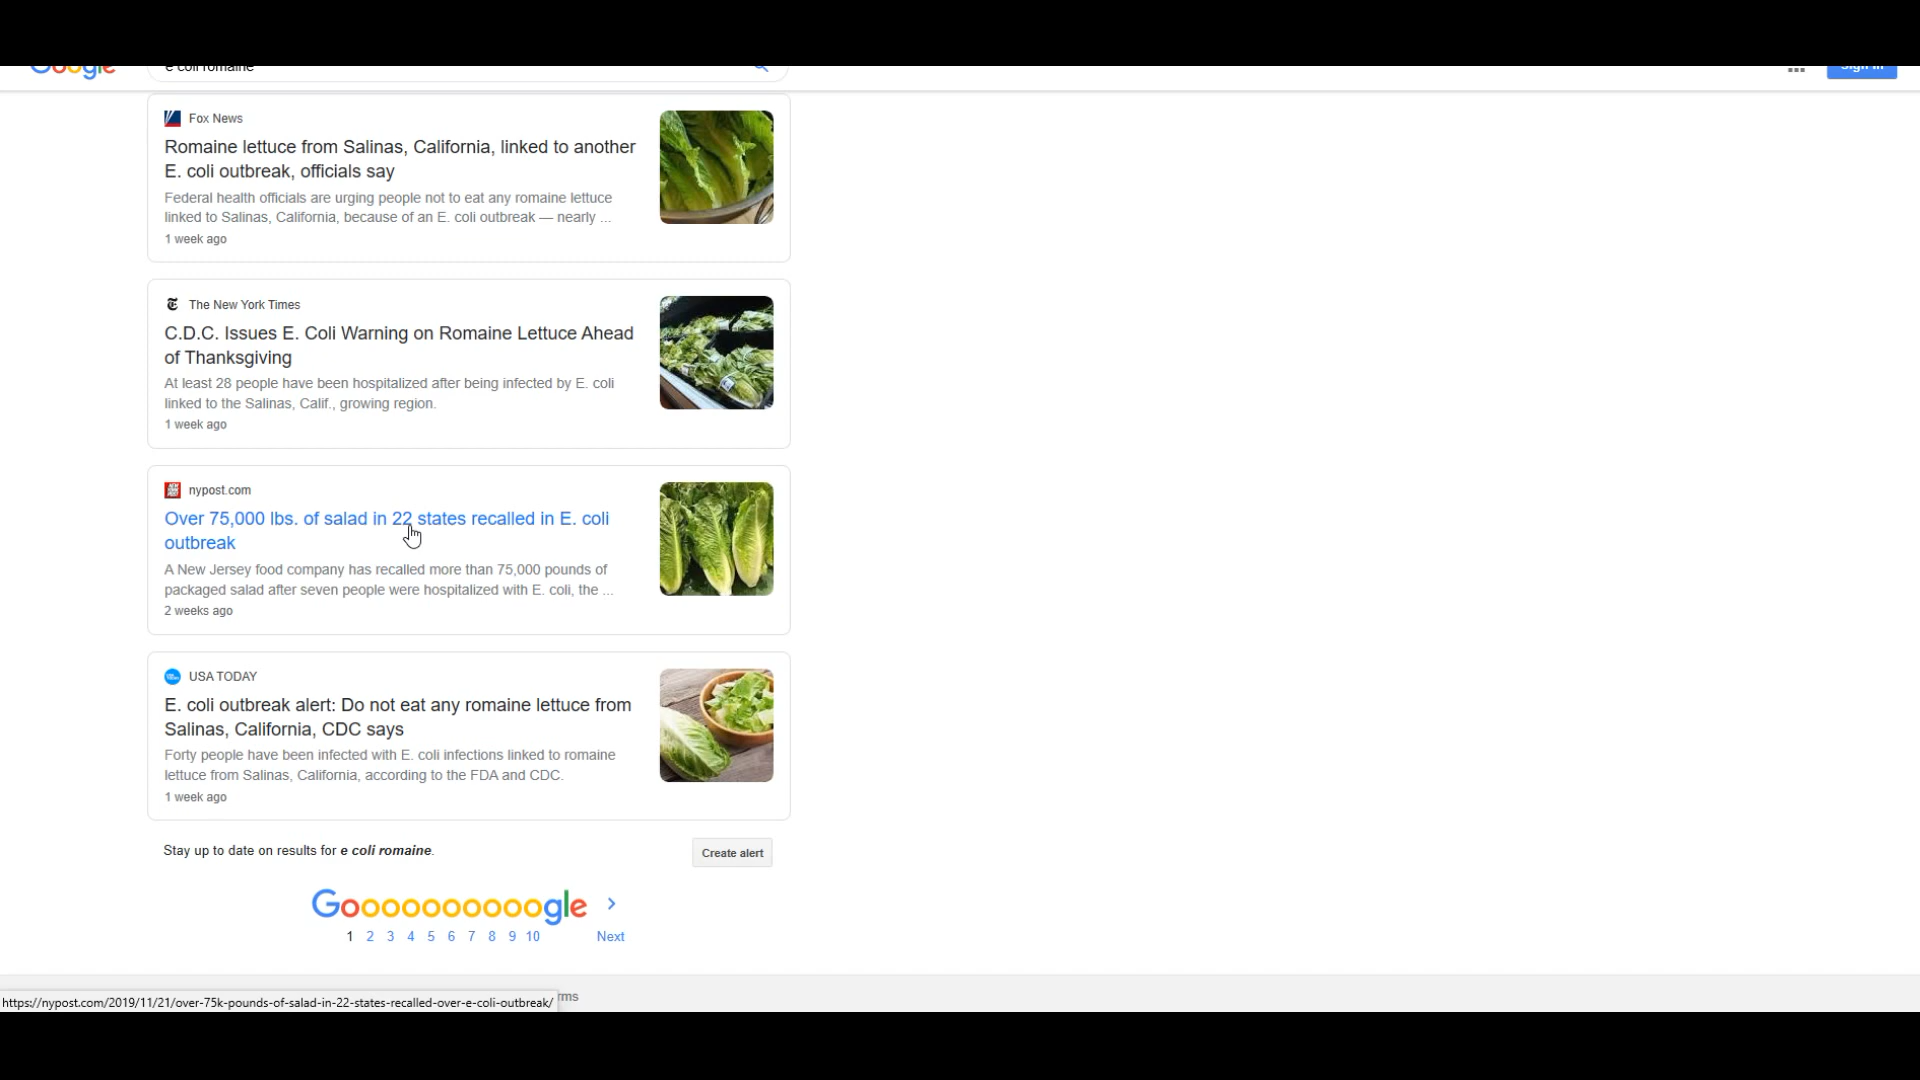 Google
e coli romaine
Sign in
Fox News
Romaine lettuce from Salinas, California, linked to another
E. coli outbreak, officials say
Federal health officials are urging people not to eat any romaine lettuce
linked to Salinas, California, because of an E. coli outbreak — nearly ...
1 week ago
The New York Times
C.D.C. Issues E. Coli Warning on Romaine Lettuce Ahead
of Thanksgiving
At least 28 people have been hospitalized after being infected by E. coli
linked to the Salinas, Calif., growing region.
1 week ago
nypost.com
Over 75,000 lbs. of salad in 22 states recalled in E. coli
outbreak
A New Jersey food company has recalled more than 75,000 pounds of
packaged salad after seven people were hospitalized with E. coli, the ...
2 weeks ago
USA TODAY
E. coli outbreak alert: Do not eat any romaine lettuce from
Salinas, California, CDC says
Forty people have been infected with E. coli infections linked to romaine
lettuce from Salinas, California, according to the FDA and CDC.
1 week ago
Stay up to date on results for e coli romaine.
Create alert
Goooooooooogle >
1 2 3 4 5 6 7 8 9 10 Next
https://nypost.com/2019/11/21/over-75k-pounds-of-salad-in-22-states-recalled-over-e-coli-outbreak/